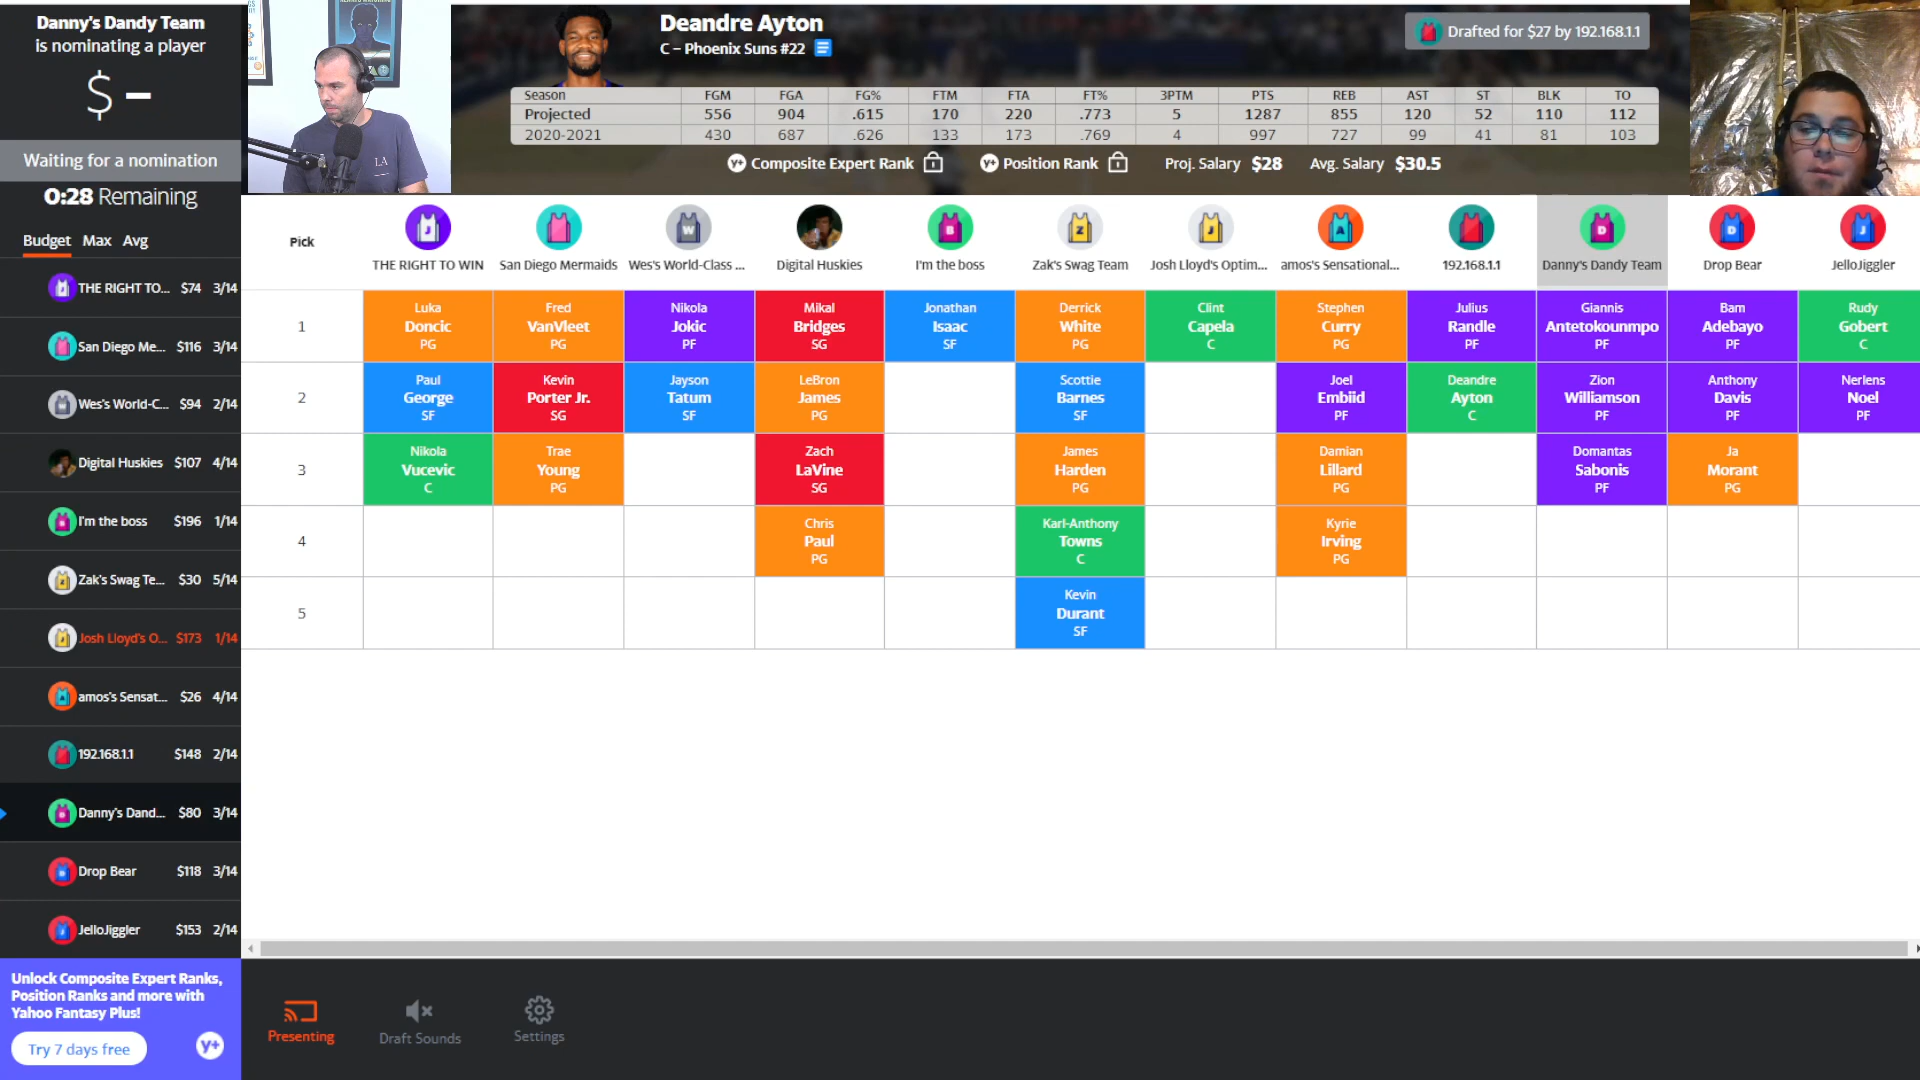 Danny's Dandy Team
is nominating a player
$ –
Waiting for a nomination
0:28 Remaining
Budget Max Avg
THE RIGHT TO... $74 3/14
San Diego Me... $116 3/14
Wes's World-C... $94 2/14
Digital Huskies $107 4/14
I'm the boss $196 1/14
Zak's Swag Te... $30 5/14
Josh Lloyd's O... $173 1/14
amos's Sensat... $26 4/14
192.168.1.1 $148 2/14
Danny's Dand... $80 3/14
Drop Bear $118 3/14
JelloJiggler $153 2/14
Unlock Composite Expert Ranks,
Position Ranks and more with
Yahoo Fantasy Plus!
Try 7 days free y+
LA
Deandre Ayton
C – Phoenix Suns #22
Drafted for $27 by 192.168.1.1
Season FGM FGA FG% FTM FTA FT% 3PTM PTS REB AST ST BLK TO
Projected 556 904 .615 170 220 .773 5 1287 855 120 52 110 112
2020-2021 430 687 .626 133 173 .769 4 997 727 99 41 81 103
y+ Composite Expert Rank y+ Position Rank Proj. Salary $28 Avg. Salary $30.5
J W B Z J A D D J
Pick THE RIGHT TO WIN San Diego Mermaids Wes's World-Class ... Digital Huskies I'm the boss Zak's Swag Team Josh Lloyd's Optim... amos's Sensational... 192.168.1.1 Danny's Dandy Team Drop Bear JelloJiggler
Luka Fred Nikola Mikal Jonathan Derrick Clint Stephen Julius Giannis Bam Rudy
1 Doncic VanVleet Jokic Bridges Isaac White Capela Curry Randle Antetokounmpo Adebayo Gobert
PG PG PF SG SF PG C PG PF PF PF C
Paul Kevin Jayson LeBron Scottie Joel Deandre Zion Anthony Nerlens
2 George Porter Jr. Tatum James Barnes Embiid Ayton Williamson Davis Noel
SF SG SF PG SF PF C PF PF PF
Nikola Trae Zach James Damian Domantas Ja
3 Vucevic Young LaVine Harden Lillard Sabonis Morant
C PG SG PG PG PF PG
Chris Karl-Anthony Kyrie
4 Paul Towns Irving
PG C PG
Kevin
5 Durant
SF
Presenting Draft Sounds Settings